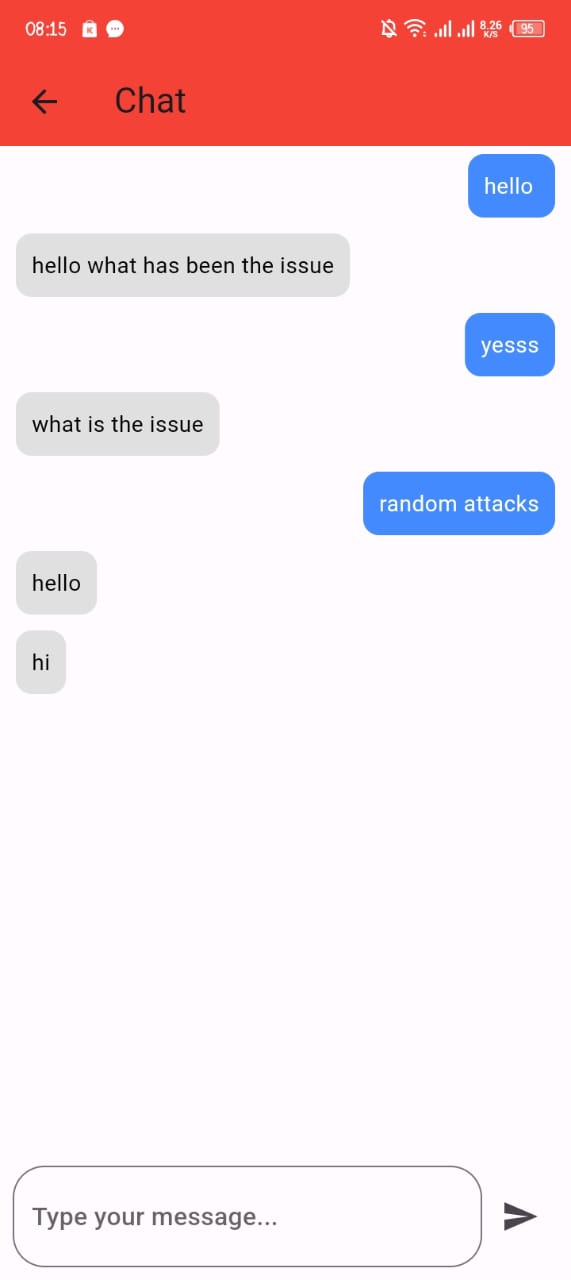 08:15 8.26 K/S 95
Chat
hello
hello what has been the issue
yesss
what is the issue
random attacks
hello
hi
Type your message...